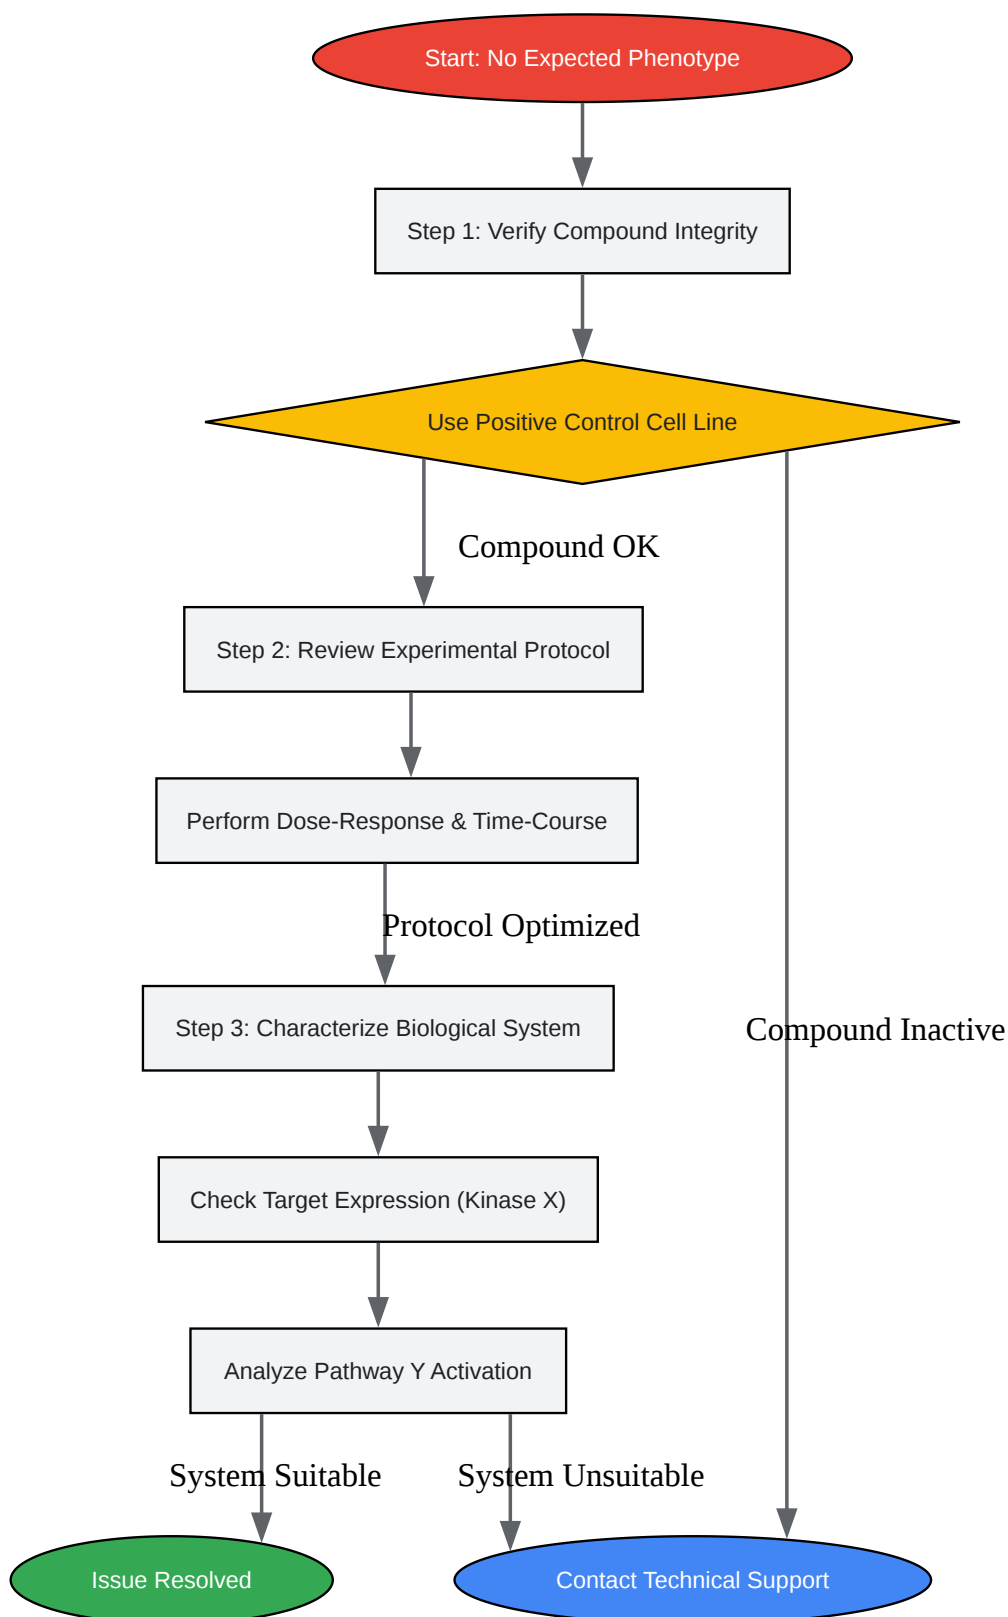 Start: No Expected Phenotype
Step 1: Verify Compound Integrity
Use Positive Control Cell Line
Compound OK
Step 2: Review Experimental Protocol
Perform Dose-Response & Time-Course
Protocol Optimized
Step 3: Characterize Biological System
Compound Inactive
Check Target Expression (Kinase X)
Analyze Pathway Y Activation
System Suitable
System Unsuitable
Issue Resolved
Contact Technical Support